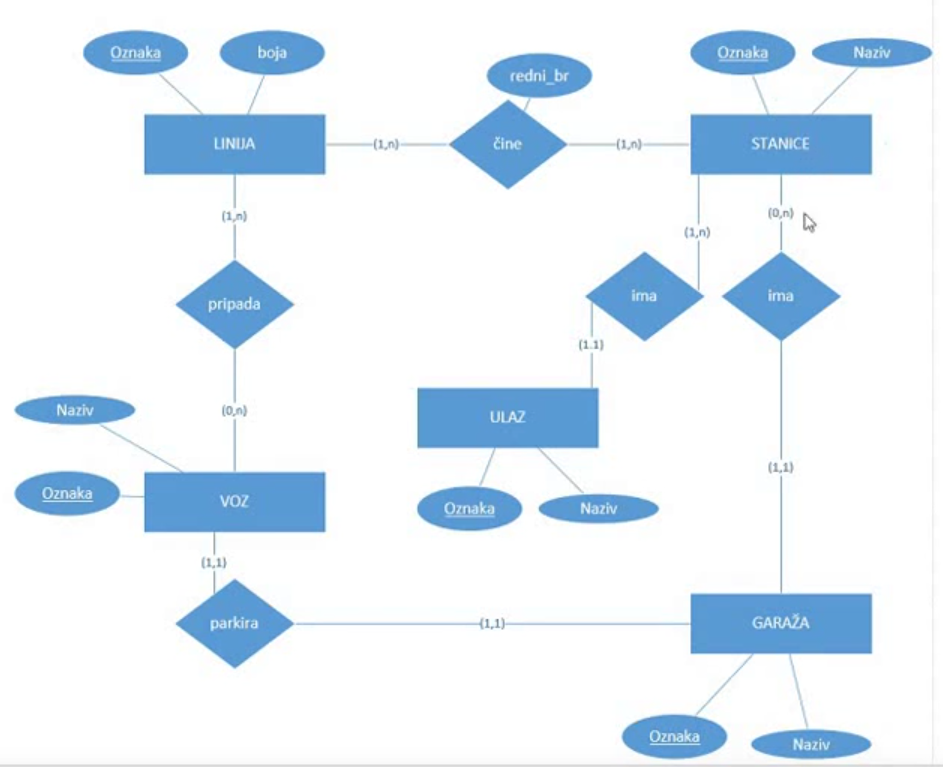 Oznaka
boja
redni_br
Oznaka
Naziv
LINIJA
(1,n)
čine
(1,n)
STANICE
(1,n)
(0,n)
(1,n)
pripada
ima
ima
(1.1)
Naziv
(0,n)
ULAZ
(1,1)
Oznaka
VOZ
Oznaka
Naziv
(1,1)
parkira
(1,1)
GARAŽA
Oznaka
Naziv